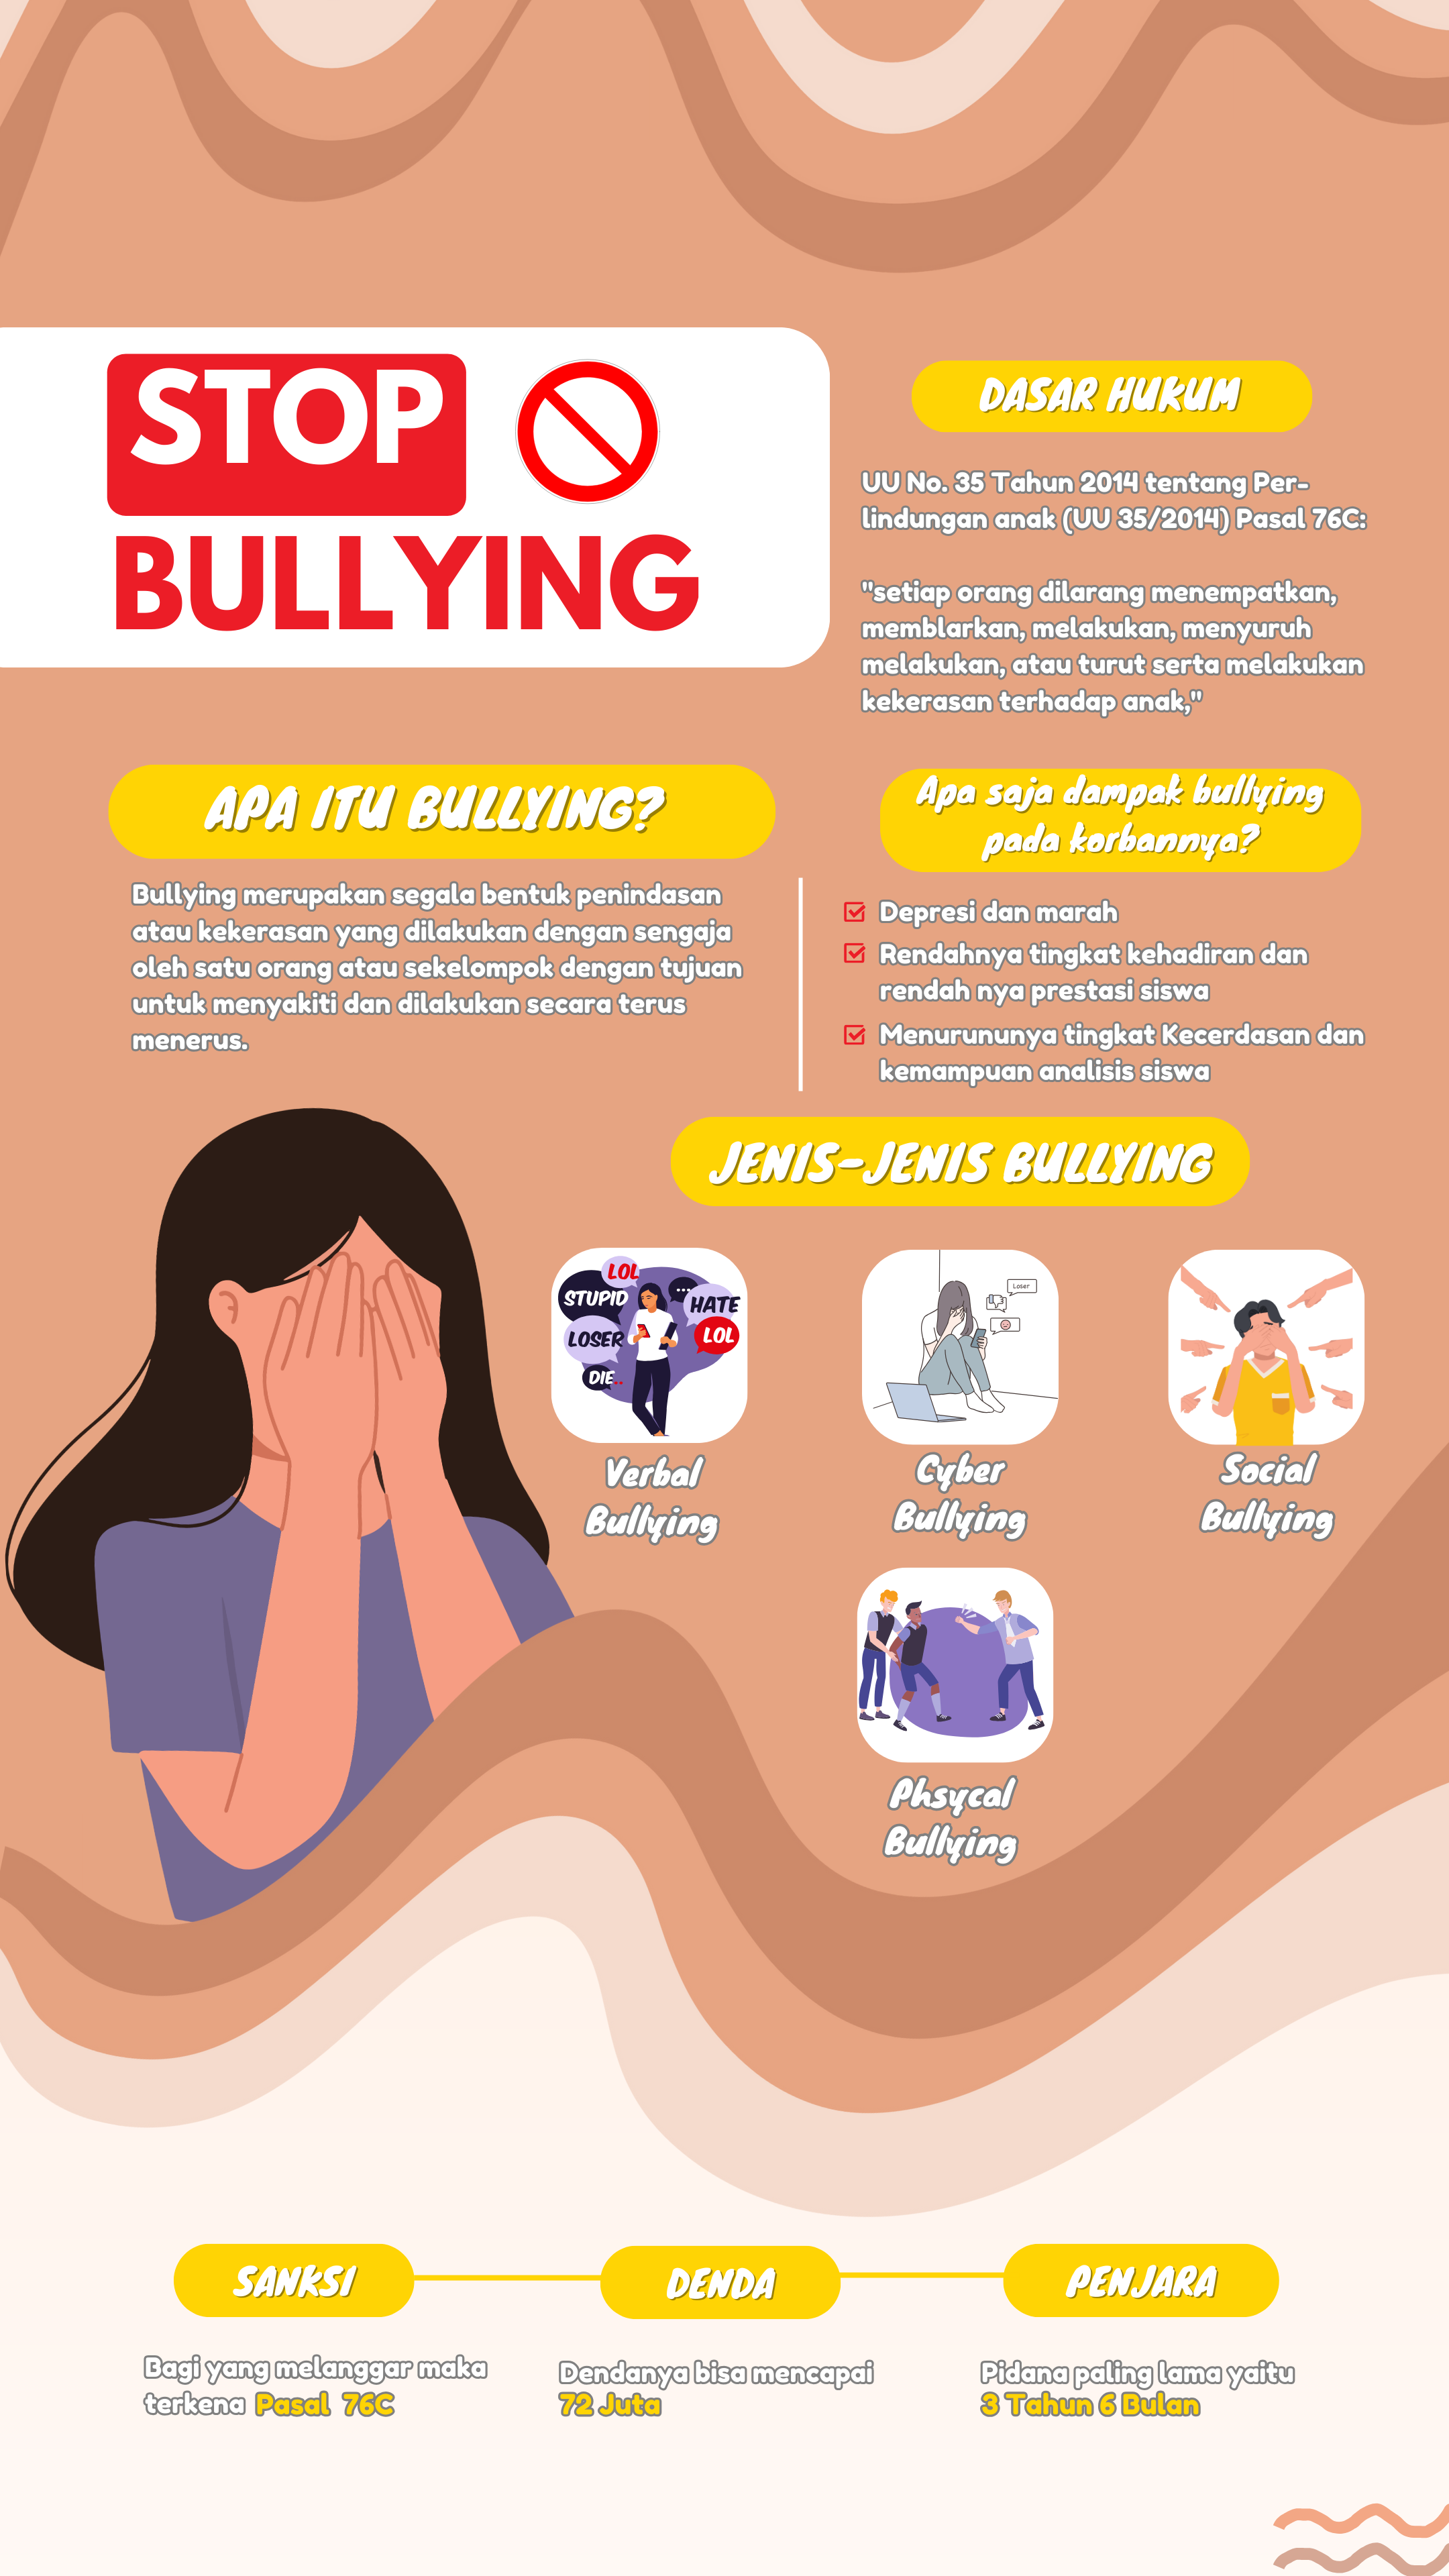 STOP
BULLYING
DASAR HUKUM
UU No. 35 Tahun 2014 tentang Per-
lindungan anak (UU 35/2014) Pasal 76C:
"setiap orang dilarang menempatkan,
memblarkan, melakukan, menyuruh
melakukan, atau turut serta melakukan
kekerasan terhadap anak,"
APA ITU BULLYING?
Bullying merupakan segala bentuk penindasan
atau kekerasan yang dilakukan dengan sengaja
oleh satu orang atau sekelompok dengan tujuan
untuk menyakiti dan dilakukan secara terus
menerus.
Apa saja dampak bullying
pada korbannya?
Depresi dan marah
Rendahnya tingkat kehadiran dan
rendah nya prestasi siswa
Menurununya tingkat Kecerdasan dan
kemampuan analisis siswa
JENIS-JENIS BULLYING
LOL
STUPID
LOSER
DIE..
...
HATE
LOL
Verbal
Bullying
Loser
Cyber
Bullying
Social
Bullying
Phsycal
Bullying
SANKSI
Bagi yang melanggar maka
terkena Pasal 76C
DENDA
Dendanya bisa mencapai
72 Juta
PENJARA
Pidana paling lama yaitu
3 Tahun 6 Bulan